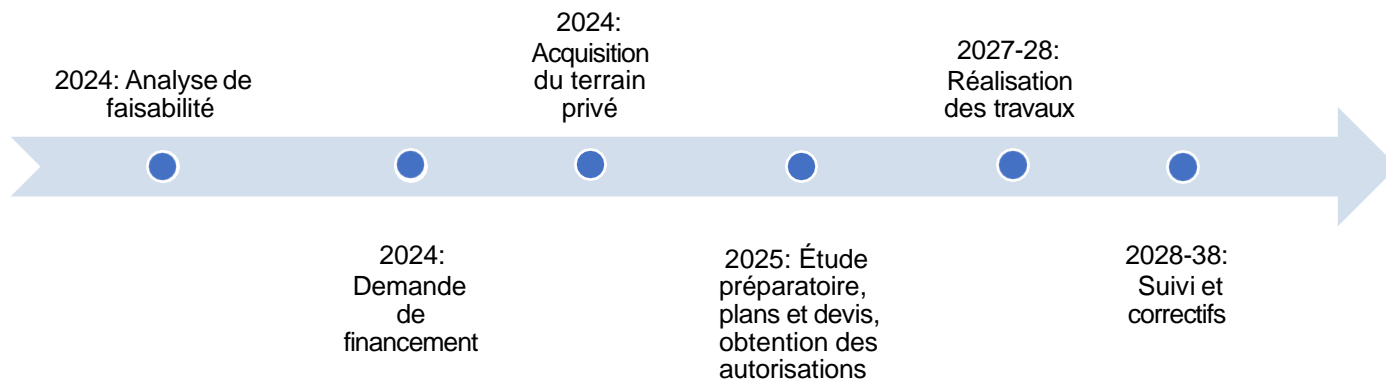 2024: Analyse de
faisabilité
2024:
Demande
de
financement
2024:
Acquisition
du terrain
privé
2025: Étude
préparatoire,
plans et devis,
obtention des
autorisations
2027-28:
Réalisation
des travaux
2028-38:
Suivi et
correctifs